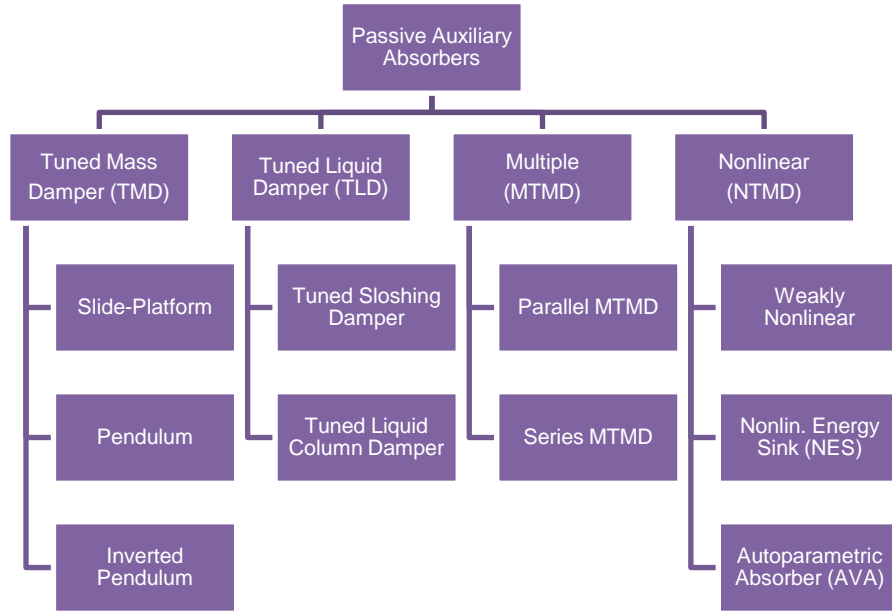 Passive Auxiliary
Absorbers
Tuned Mass
Damper (TMD)
Tuned Liquid
Damper (TLD)
Multiple
(MTMD)
Nonlinear
(NTMD)
Slide-Platform
Tuned Sloshing
Damper
Parallel MTMD
Weakly
Nonlinear
Pendulum
Tuned Liquid
Column Damper
Series MTMD
Nonlin. Energy
Sink (NES)
Inverted
Pendulum
Autoparametric
Absorber (AVA)